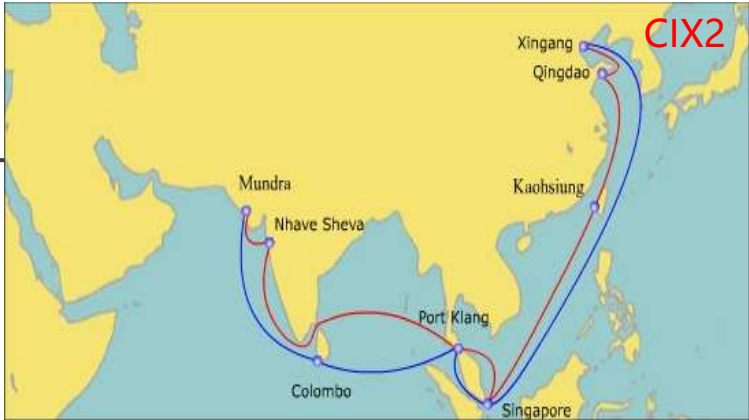 CIX2
Xingang
Qingdao
Mundra
Kaohsiung
Nhave Sheva
Port Klang
Colombo
Singapore